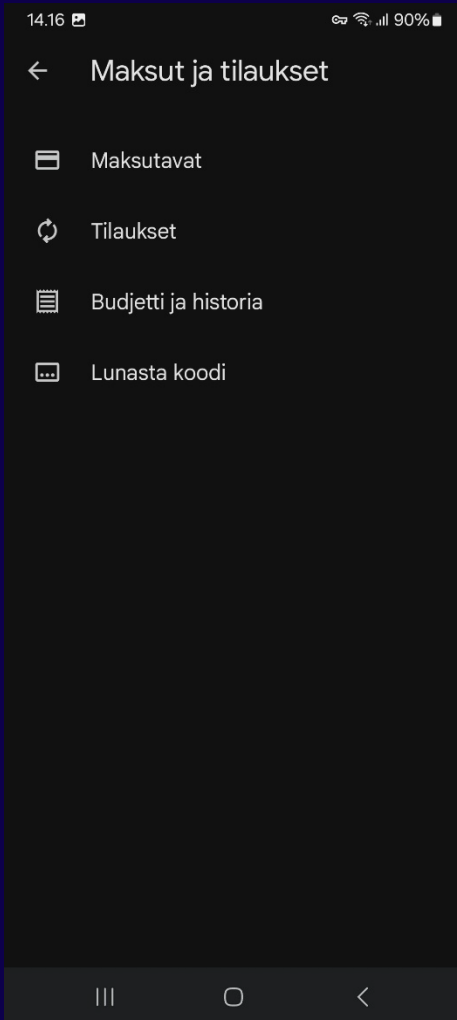 14.16 90%
Maksut ja tilaukset
Maksutavat
Tilaukset
Budjetti ja historia
Lunasta koodi